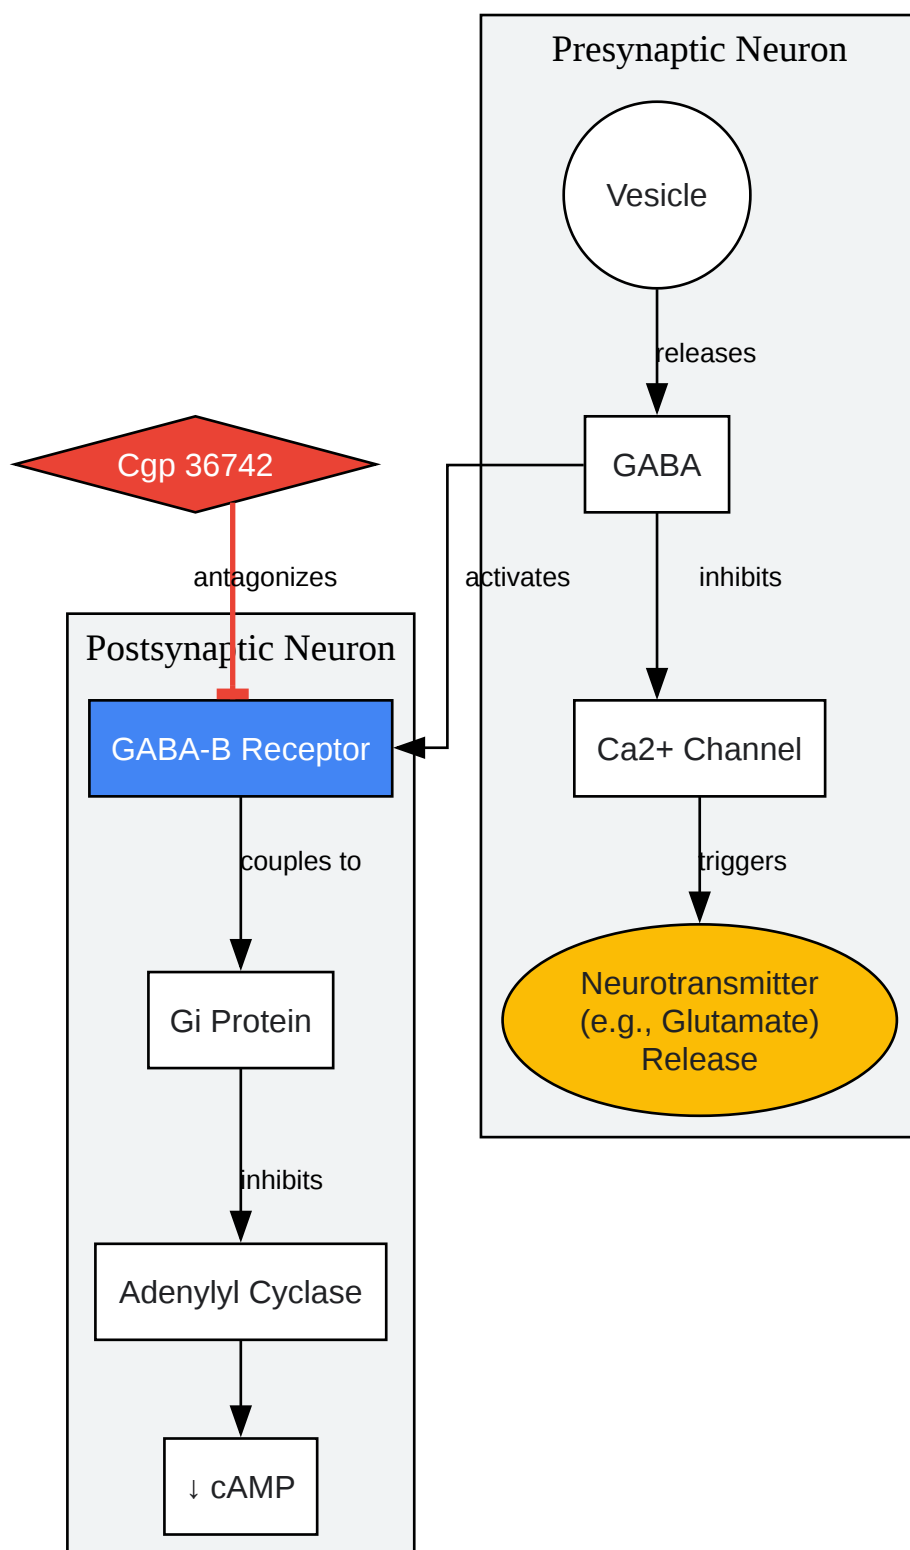 Presynaptic Neuron
Vesicle
releases
Cgp 36742
GABA
antagonizes
activates
inhibits
Postsynaptic Neuron
GABA-B Receptor
Ca2+ Channel
couples to
triggers
Neurotransmitter
(e.g., Glutamate)
Release
Gi Protein
inhibits
Adenylyl Cyclase
↓ cAMP